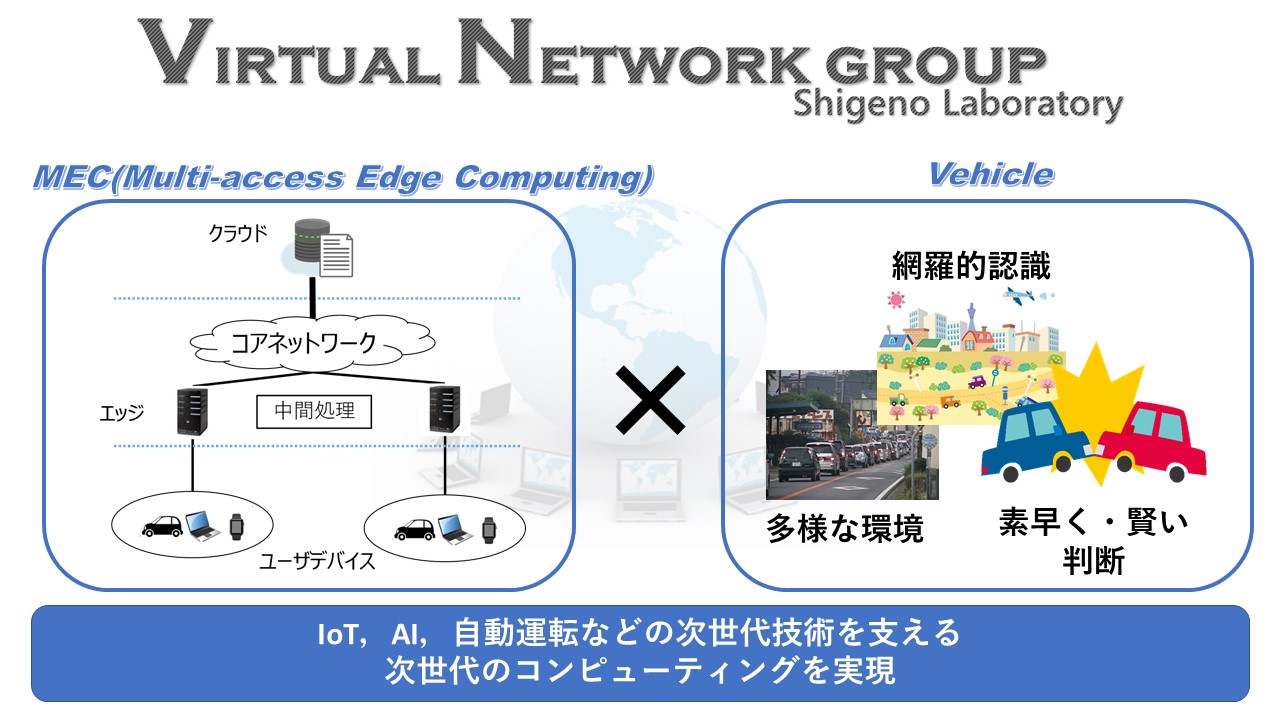 VIRTUAL NETWORK GROUP
Shigeno Laboratory
MEC(Multi-access Edge Computing)
クラウド
コアネットワーク
エッジ
中間処理
ユーザデバイス
×
Vehicle
網羅的認識
多様な環境
素早く・賢い
判断
IoT, AI, 自動運転などの次世代技術を支える
次世代のコンピューティングを実現